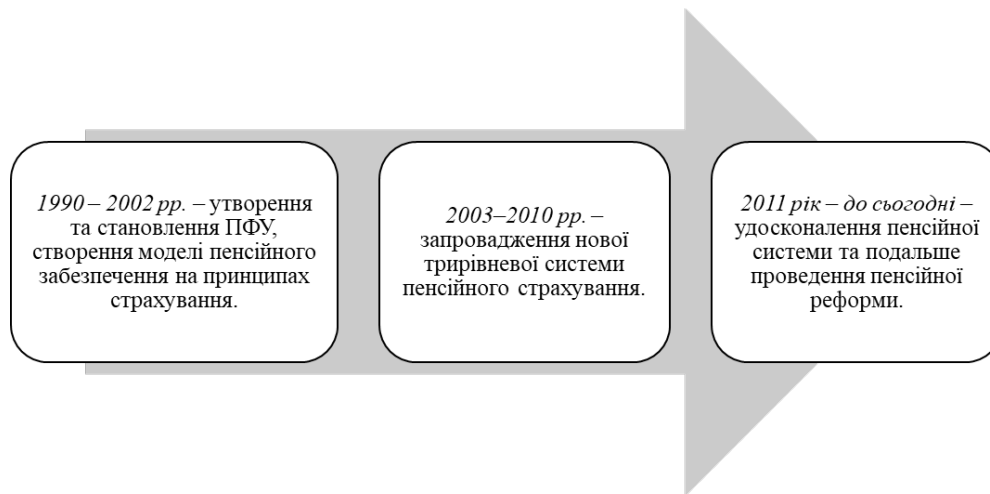 1990 – 2002 рр. – утворення
та становлення ПФУ,
створення моделі пенсійного
забезпечення на принципах
страхування.
2003–2010 рр. –
запровадження нової
трирівневої системи
пенсійного страхування.
2011 рік – до сьогодні –
удосконалення пенсійної
системи та подальше
проведення пенсійної
реформи.